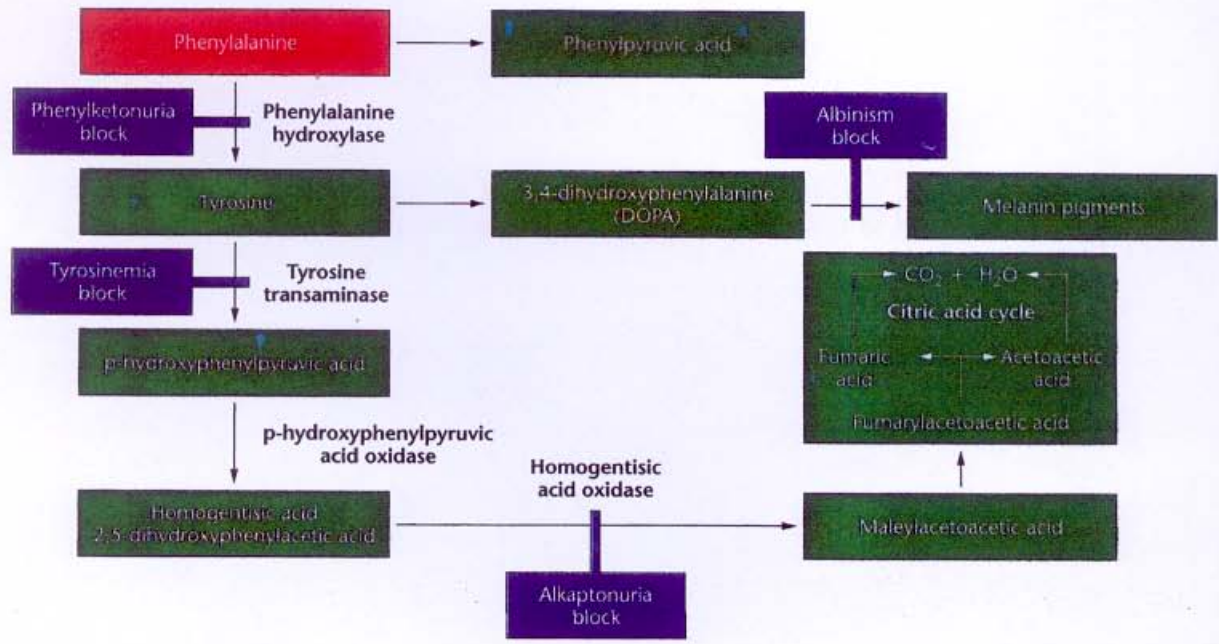 Phenylalanine
Phenylpyruvic acid
Phenylketonuria
block
Phenylalanine
hydroxylase
Albinism
block
Tyrosine
3,4-dihydroxyphenylalanine
(DOPA)
Melanin pigments
Tyrosinemia
block
Tyrosine
transaminase
CO2 + H2O
Citric acid cycle
p-hydroxyphenylpyruvic acid
Fumaric
acid
Acetoacetic
acid
Fumarylacetoacetic acid
p-hydroxyphenylpyruvic
acid oxidase
Homogentisic
acid oxidase
Homogentisic acid
2,5-dihydroxyphenylacetic acid
Maleylacetoacetic acid
Alkaptonuria
block